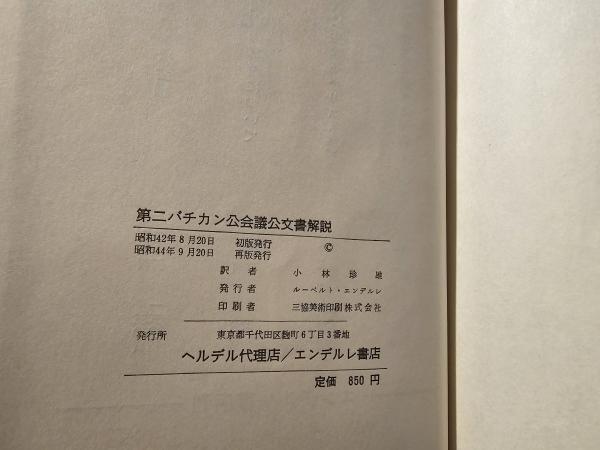 第二バチカン公会議公文書解説
昭和42年8月20日 初版発行 ©
昭和44年9月20日 再版発行
訳者 小林珍雄
発行者 ルーベルト・エンデルレ
印刷者 三協美術印刷株式会社
発行所 東京都千代田区麹町6丁目3番地
ヘルデル代理店/エンデルレ書店
定価 850円